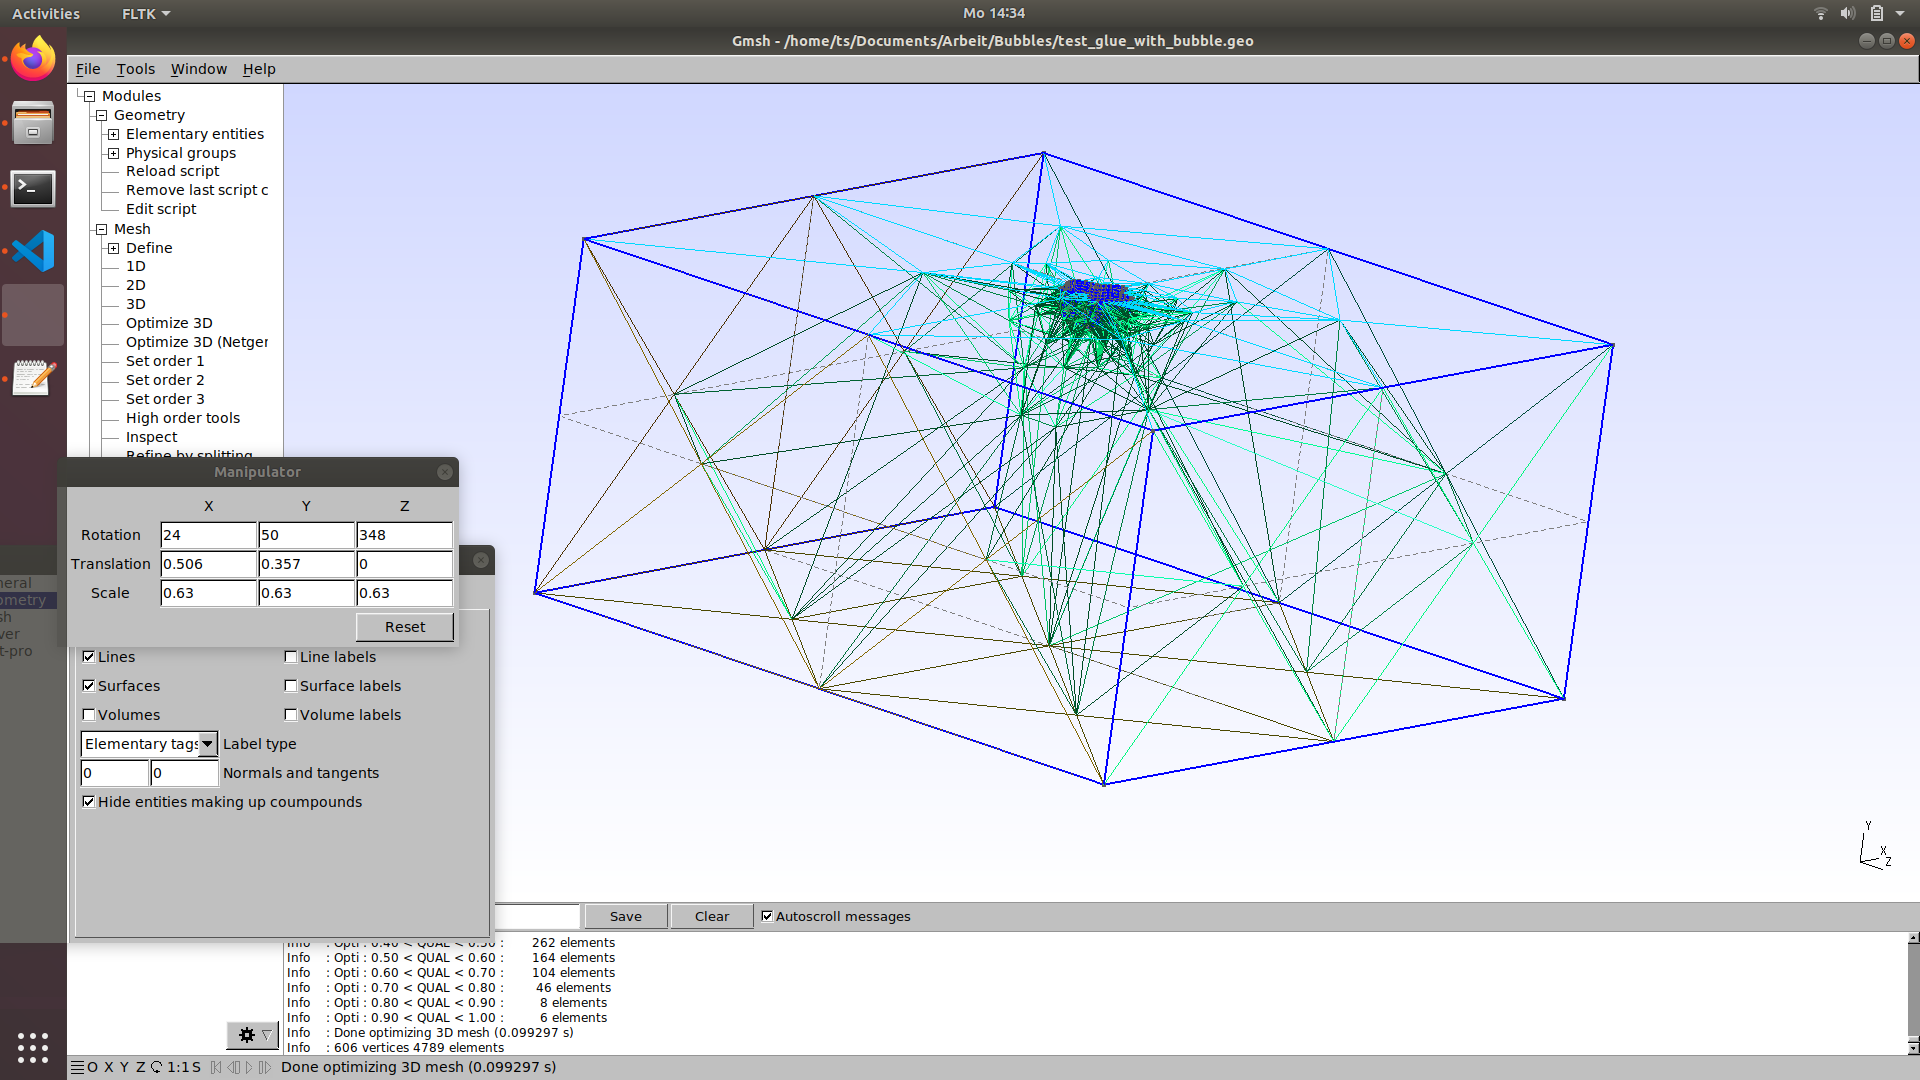 Activities FLTK Mo 14:34
Gmsh - /home/ts/Documents/Arbeit/Bubbles/test_glue_with_bubble.geo
File Tools Window Help
Modules
Geometry
Elementary entities
Physical groups
Reload script
Remove last script c
Edit script
Mesh
Define
1D
2D
3D
Optimize 3D
Optimize 3D (Netger
Set order 1
Set order 2
Set order 3
High order tools
Inspect
Refine by splitting
Manipulator
X Y Z
Rotation 24 50 348
Translation 0.506 0.357 0
Scale 0.63 0.63 0.63
Reset
neral
ometry
sh
ver
t-pro
Lines Line labels
Surfaces Surface labels
Volumes Volume labels
Elementary tags Label type
0 0 Normals and tangents
Hide entities making up coumpounds
Y
X
Z
Save Clear Autoscroll messages
Info : Opti : 0.40 < QUAL < 0.50 : 262 elements
Info : Opti : 0.50 < QUAL < 0.60 : 164 elements
Info : Opti : 0.60 < QUAL < 0.70 : 104 elements
Info : Opti : 0.70 < QUAL < 0.80 : 46 elements
Info : Opti : 0.80 < QUAL < 0.90 : 8 elements
Info : Opti : 0.90 < QUAL < 1.00 : 6 elements
Info : Done optimizing 3D mesh (0.099297 s)
Info : 606 vertices 4789 elements
O X Y Z 1:1 S Done optimizing 3D mesh (0.099297 s)